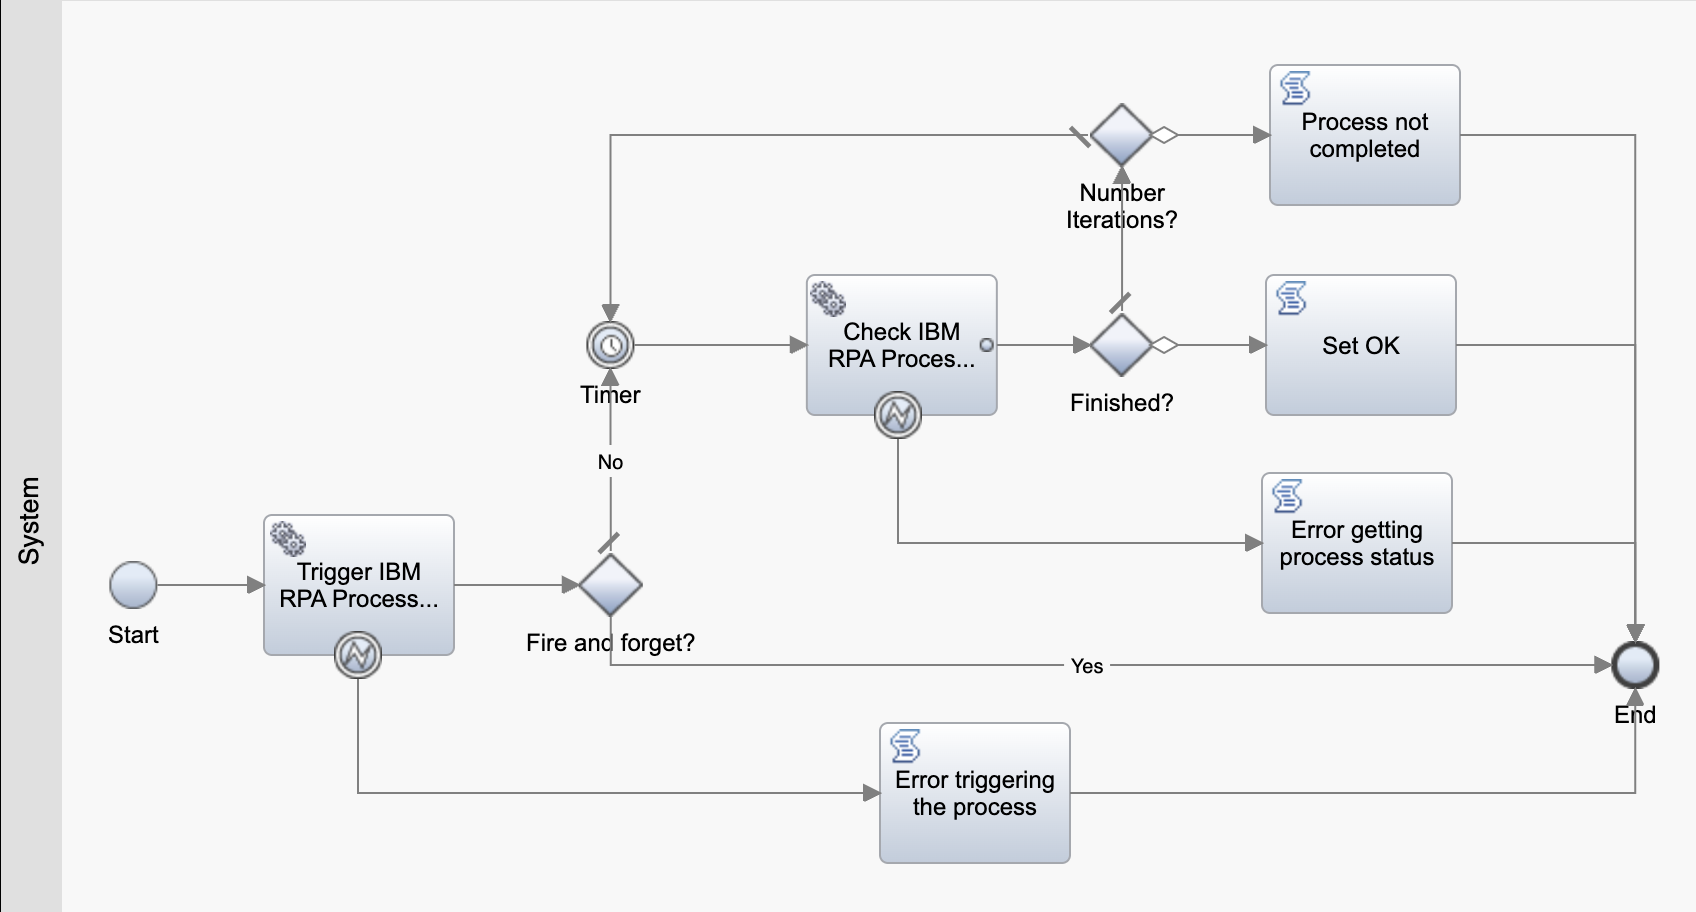 System
Process not
completed
Number
Iterations?
Check IBM
RPA Proces...
Set OK
Timer
Finished?
No
Error getting
process status
Trigger IBM
RPA Process...
Start
Fire and forget?
Yes
End
Error triggering
the process